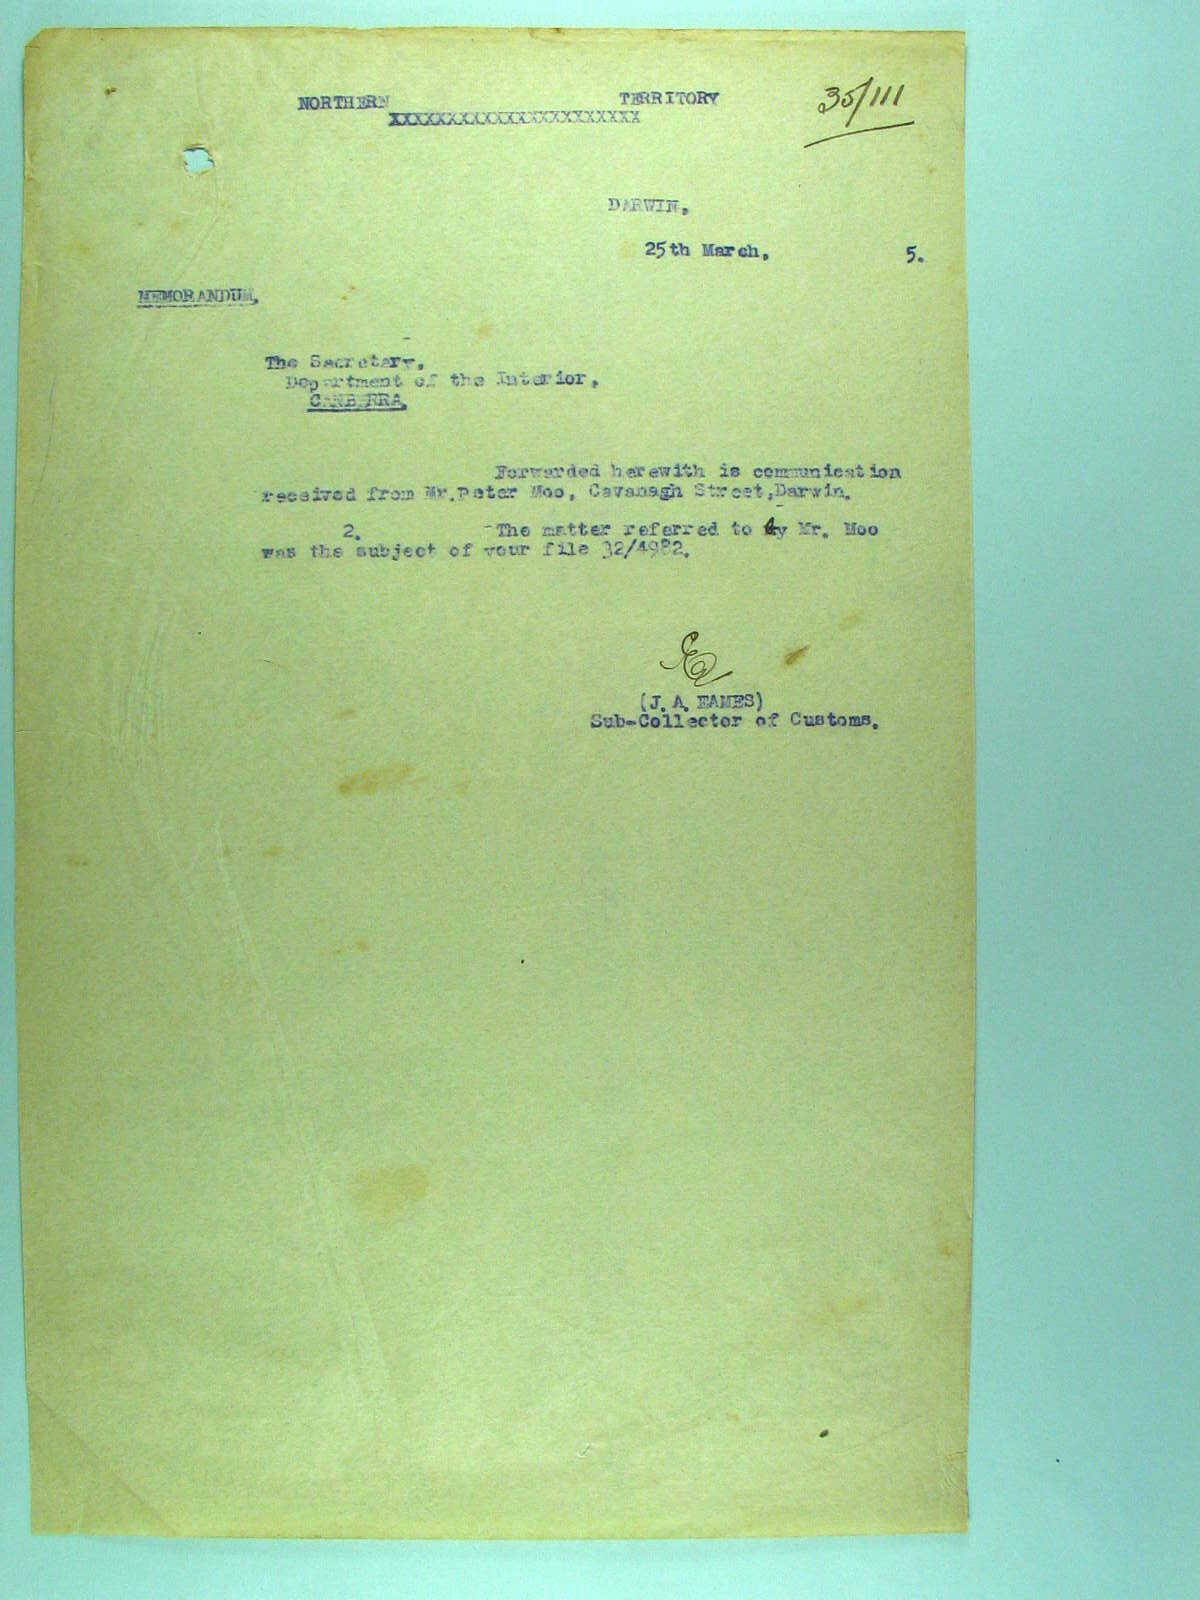 NORTHERN TERRITORY
XXXXXXXXXXXXXXXXXXXXXXX
35/111
DARWIN.
25th March, 5.
MEMORANDUM.
The Secretary.
Department of the Interior.
CANBERRA.
Forwarded herewith is communication
received from Mr.Peter Moo, Cavanagh Street,Darwin.
2. The matter referred to by Mr. Moo
was the subject of your file 32/4982.
(J. A. EAMES)
Sub-Collector of Customs.